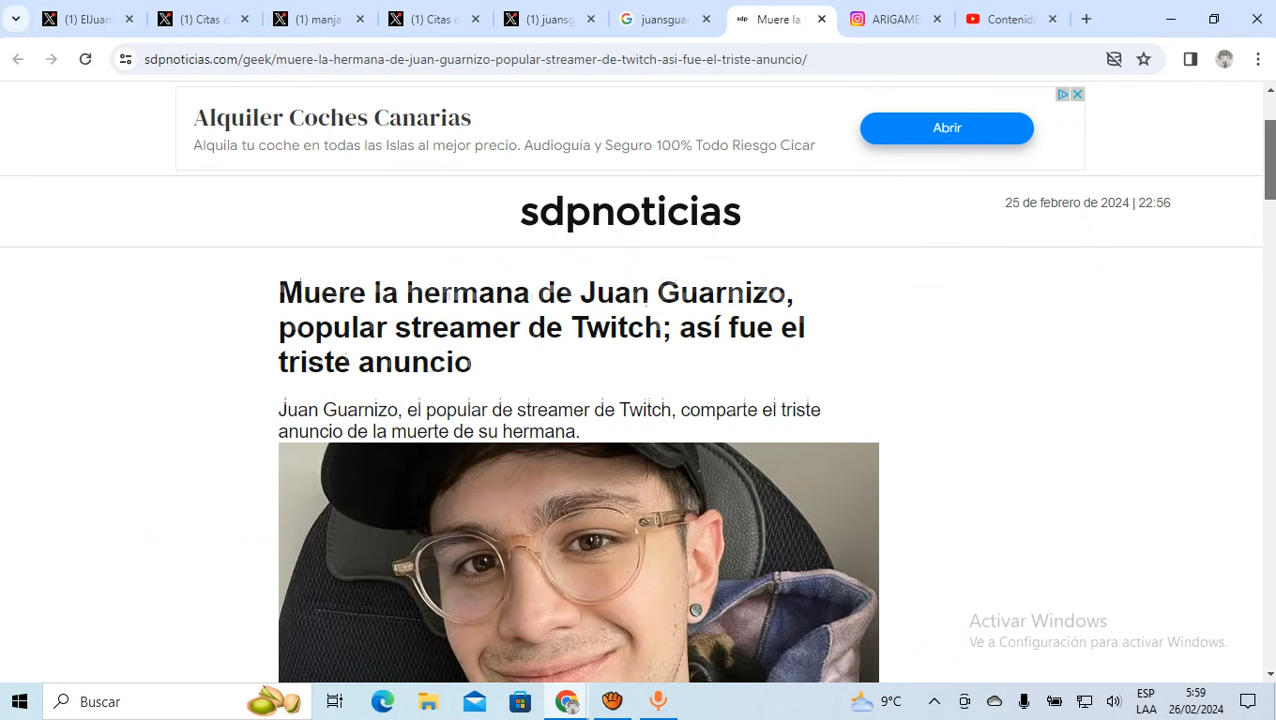 (1) ElJuan
(1) Citas d
(1) manja
(1) Citas d
(1) juansg
juansguar
Muere la
ARIGAME
Contenid
sdpnoticias.com/geek/muere-la-hermana-de-juan-guarnizo-popular-streamer-de-twitch-asi-fue-el-triste-anuncio/
Alquiler Coches Canarias
Alquila tu coche en todas las Islas al mejor precio. Audioguía y Seguro 100% Todo Riesgo Cicar
Abrir
sdpnoticias
25 de febrero de 2024 | 22:56
Muere la hermana de Juan Guarnizo,
popular streamer de Twitch; así fue el
triste anuncio
Juan Guarnizo, el popular de streamer de Twitch, comparte el triste
anuncio de la muerte de su hermana.
Activar Windows
Ve a Configuración para activar Windows.
Buscar
9°C
ESP
LAA
5:59
26/02/2024